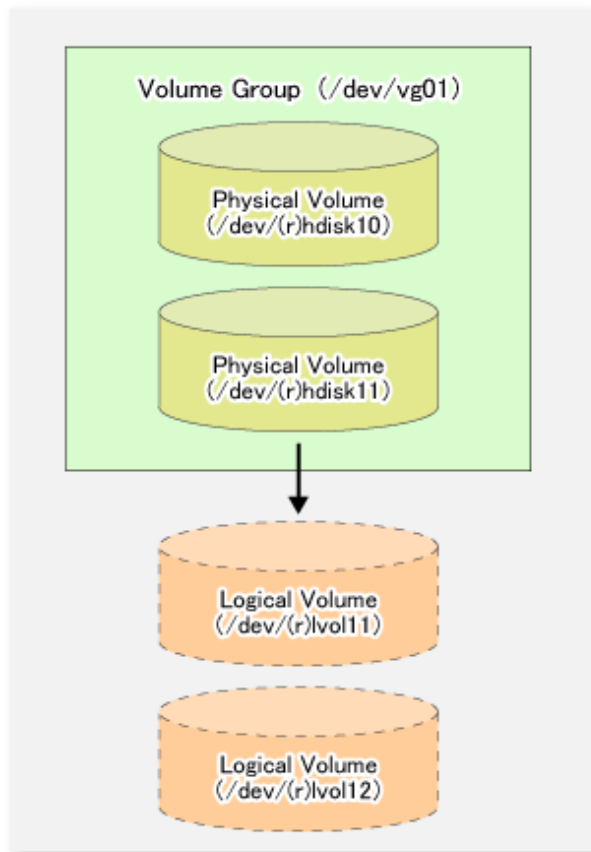 Volume Group (/dev/vg01)
Physical Volume
(/dev/(r)hdisk10)
Physical Volume
(/dev/(r)hdisk11)
Logical Volume
(/dev/(r)lvol11)
Logical Volume
(/dev/(r)lvol12)